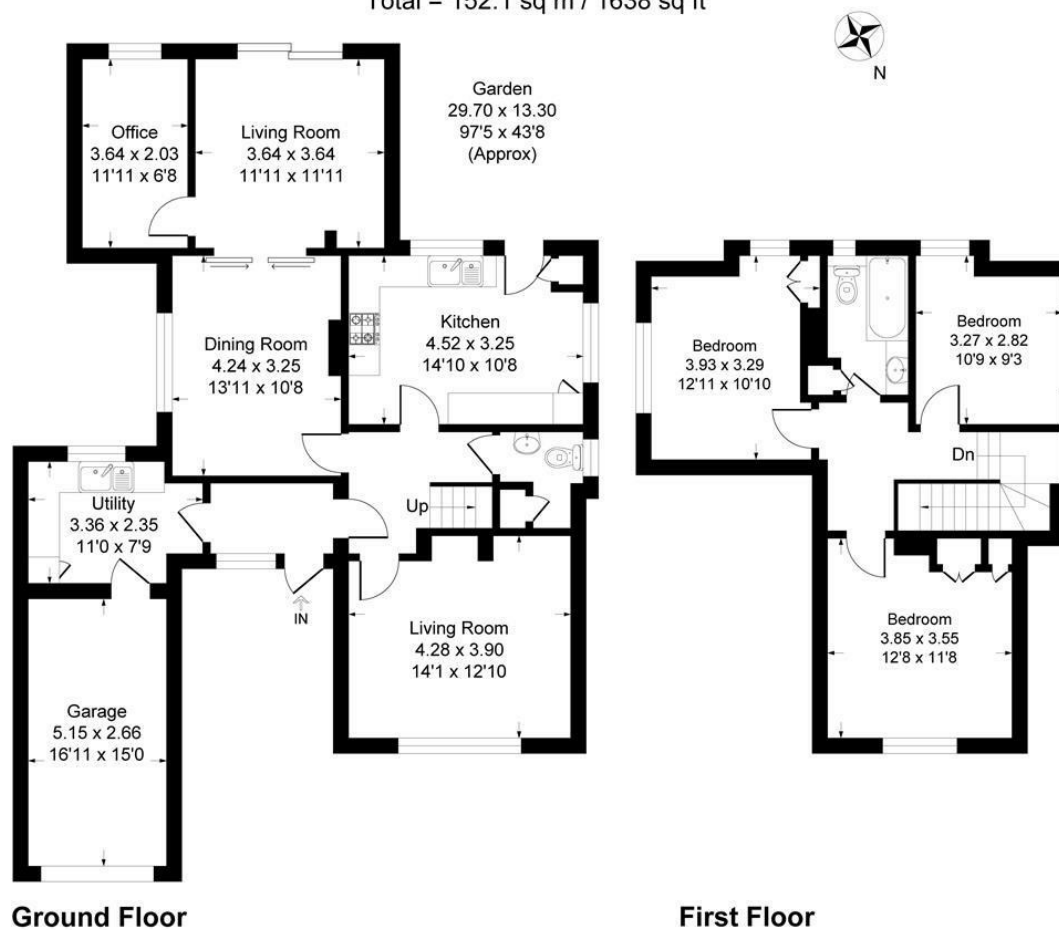 Total = 152.1 sq m / 1638 sq ft
N
Garden
29.70 x 13.30
97'5 x 43'8
(Approx)
Office
3.64 x 2.03
11'11 x 6'8
Living Room
3.64 x 3.64
11'11 x 11'11
Dining Room
4.24 x 3.25
13'11 x 10'8
Kitchen
4.52 x 3.25
14'10 x 10'8
Utility
3.36 x 2.35
11'0 x 7'9
Up
IN
Living Room
4.28 x 3.90
14'1 x 12'10
Garage
5.15 x 2.66
16'11 x 15'0
Bedroom
3.93 x 3.29
12'11 x 10'10
Bedroom
3.27 x 2.82
10'9 x 9'3
Dn
Bedroom
3.85 x 3.55
12'8 x 11'8
Ground Floor
First Floor